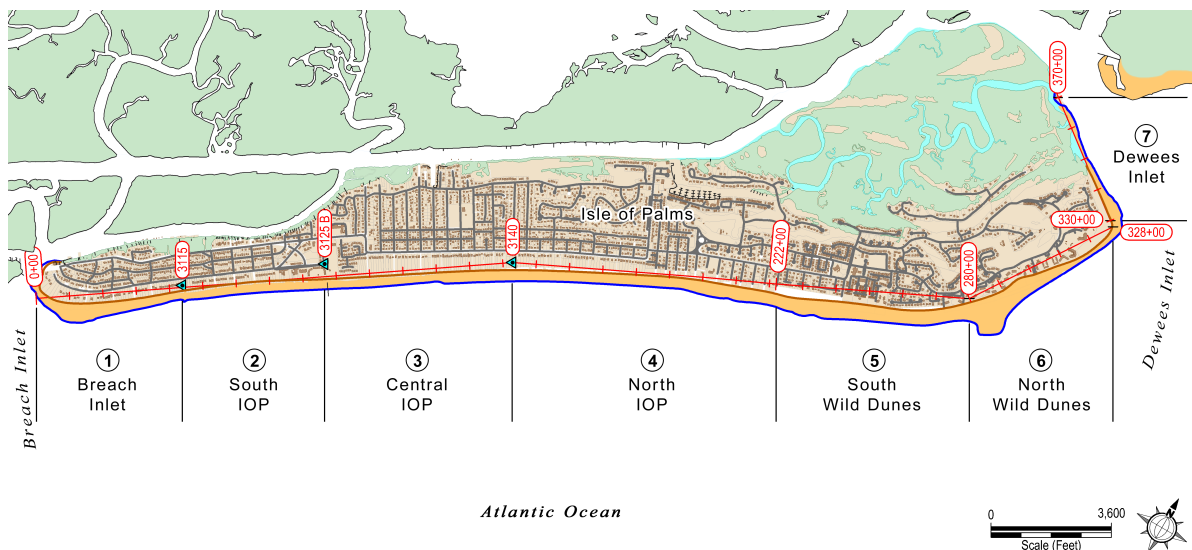 370+00
7
Dewees
Inlet
Isle of Palms
330+00
328+00
0+00
3115
3125 B
3140
222+00
280+00
Breach Inlet
1
Breach
Inlet
2
South
IOP
3
Central
IOP
4
North
IOP
5
South
Wild Dunes
6
North
Wild Dunes
Dewees Inlet
Atlantic Ocean
0
3,600
Scale (Feet)
N